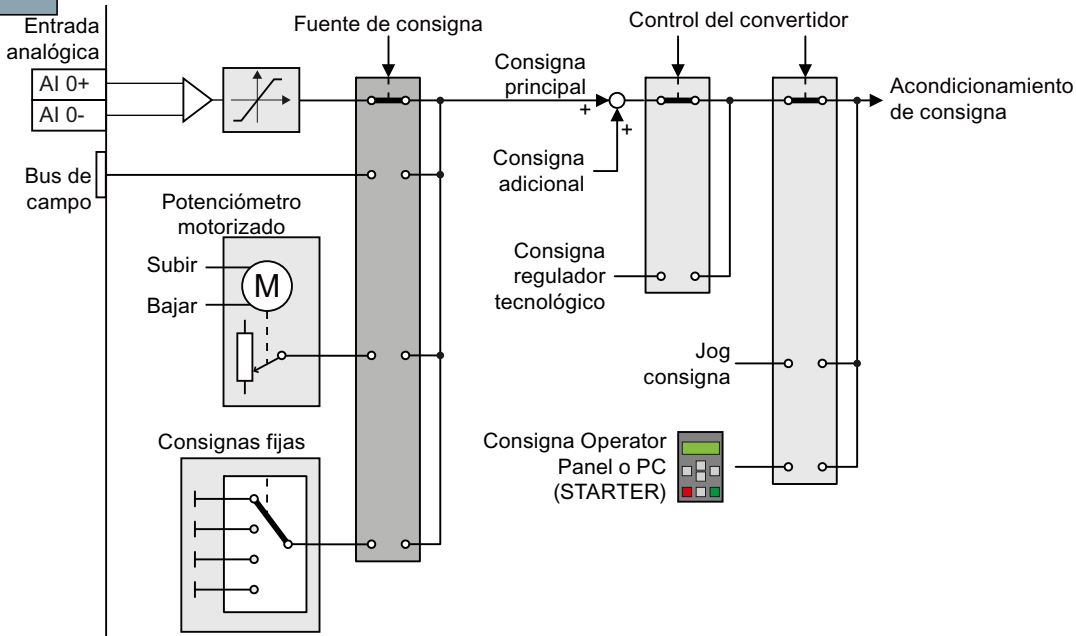 Entrada
analógica
AI 0+
AI 0-
Fuente de consigna
Control del convertidor
Consigna
principal
+
+
Acondicionamiento
de consigna
Consigna
adicional
Bus de
campo
Potenciómetro
motorizado
Subir
Bajar
M
Consigna
regulador
tecnológico
Jog
consigna
Consignas fijas
Consigna Operator
Panel o PC
(STARTER)